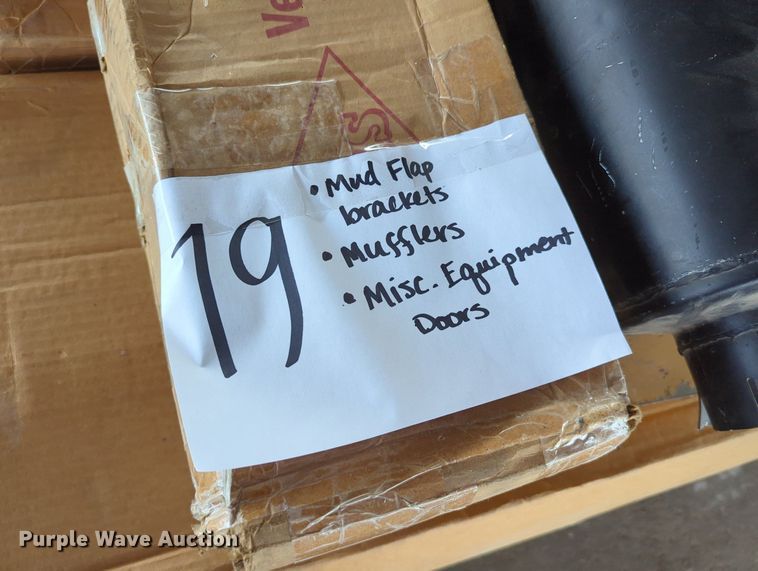 19
• Mud Flap
brackets
• Mufflers
• Misc. Equipment
Doors
Purple Wave Auction